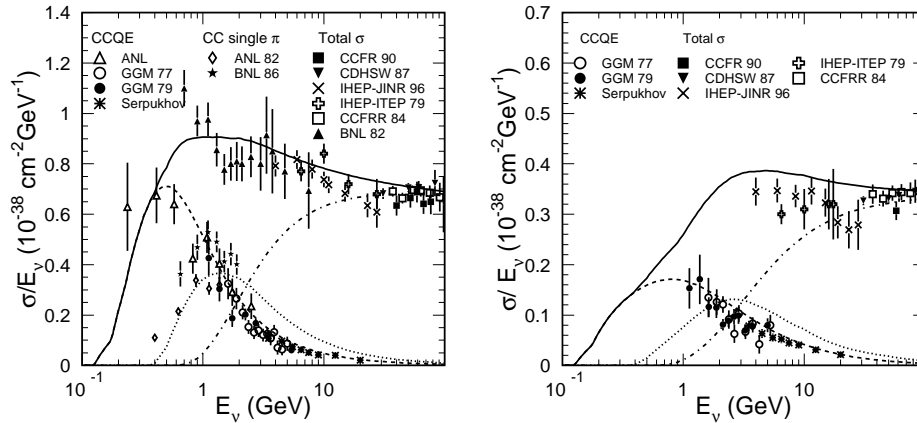 CCQE
ANL
GGM 77
GGM 79
Serpukhov
CC single π
ANL 82
BNL 86
Total σ
CCFR 90
CDHSW 87
IHEP-JINR 96
IHEP-ITEP 79
CCFRR 84
BNL 82
σ/Eν (10⁻³⁸ cm⁻²GeV⁻¹)
1.4
1.2
1
0.8
0.6
0.4
0.2
0
10⁻¹
1
10
Eν (GeV)
CCQE
GGM 77
GGM 79
Serpukhov
Total σ
CCFR 90
CDHSW 87
IHEP-JINR 96
IHEP-ITEP 79
CCFRR 84
σ/ Eν (10⁻³⁸ cm⁻²GeV⁻¹)
0.7
0.6
0.5
0.4
0.3
0.2
0.1
0
10⁻¹
1
10
Eν (GeV)